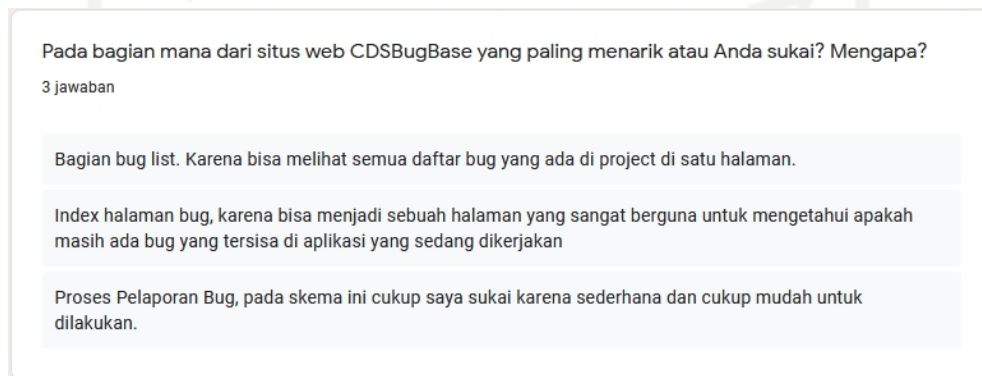 Pada bagian mana dari situs web CDSBugBase yang paling menarik atau Anda sukai? Mengapa?
3 jawaban
Bagian bug list. Karena bisa melihat semua daftar bug yang ada di project di satu halaman.
Index halaman bug, karena bisa menjadi sebuah halaman yang sangat berguna untuk mengetahui apakah
masih ada bug yang tersisa di aplikasi yang sedang dikerjakan
Proses Pelaporan Bug, pada skema ini cukup saya sukai karena sederhana dan cukup mudah untuk
dilakukan.